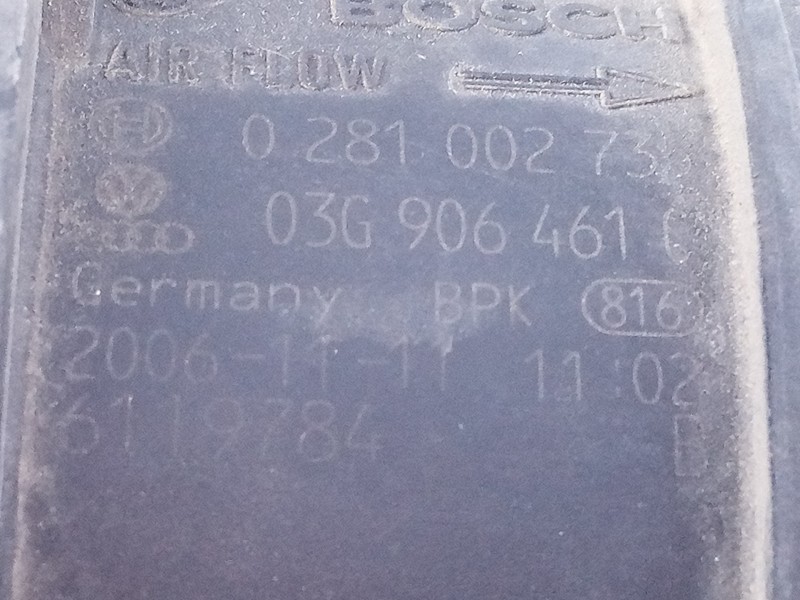 BOSCH
AIR FLOW
0 281 002 73
03G 906 461 C
Germany BPK 816
2006-11-11 11:02
6119784 B